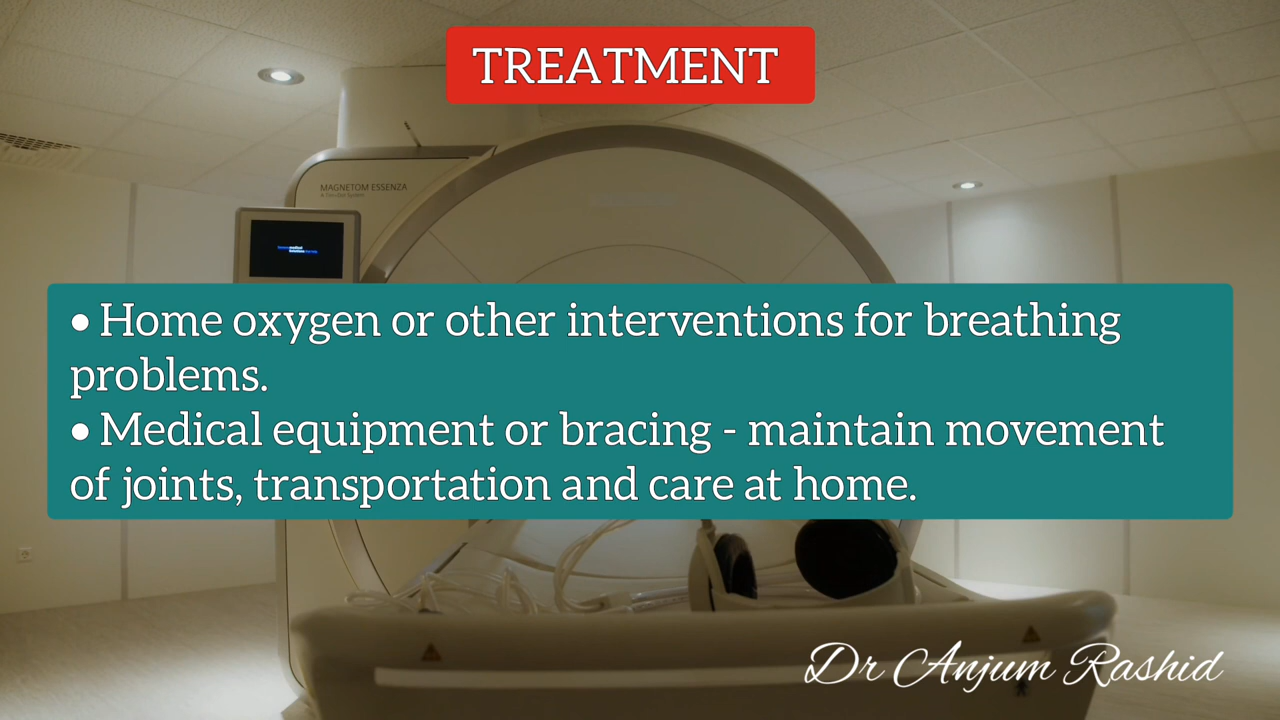 TREATMENT
MAGNETOM ESSENZA
• Home oxygen or other interventions for breathing
problems.
• Medical equipment or bracing - maintain movement
of joints, transportation and care at home.
Dr Anjum Rashid